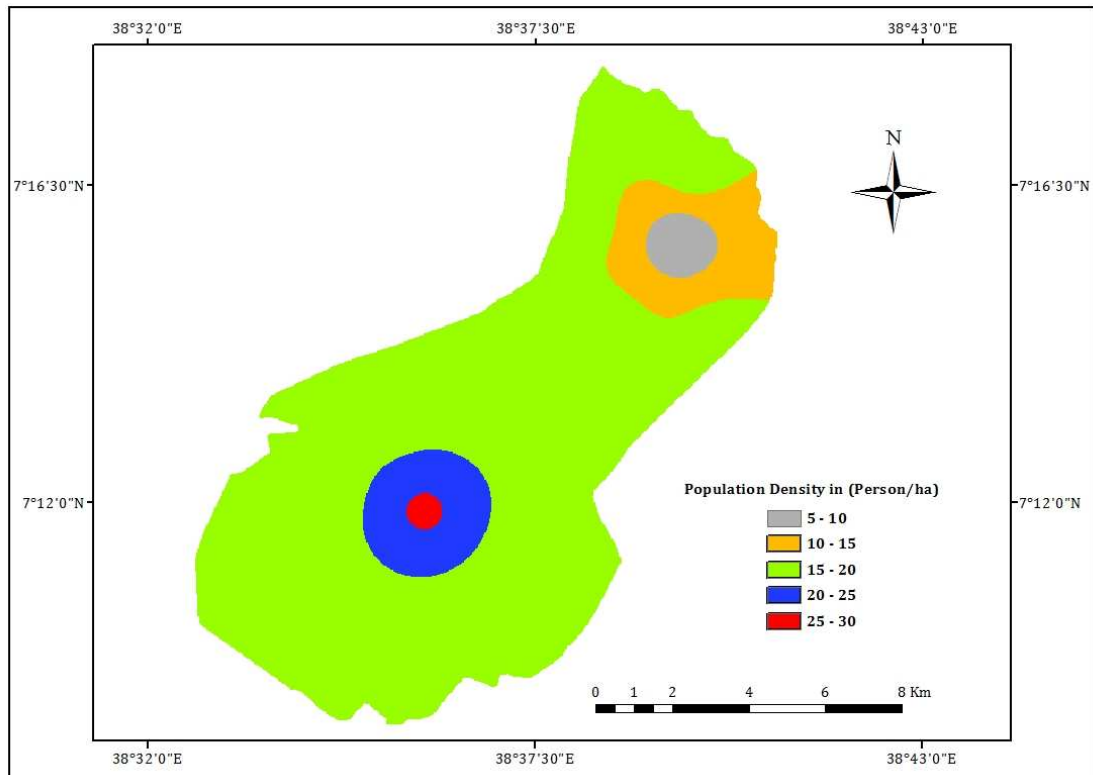 38°32'0"E 38°37'30"E 38°43'0"E
N
7°16'30"N 7°16'30"N
7°12'0"N 7°12'0"N
Population Density in (Person/ha)
5 - 10
10 - 15
15 - 20
20 - 25
25 - 30
0 1 2 4 6 8 Km
38°32'0"E 38°37'30"E 38°43'0"E